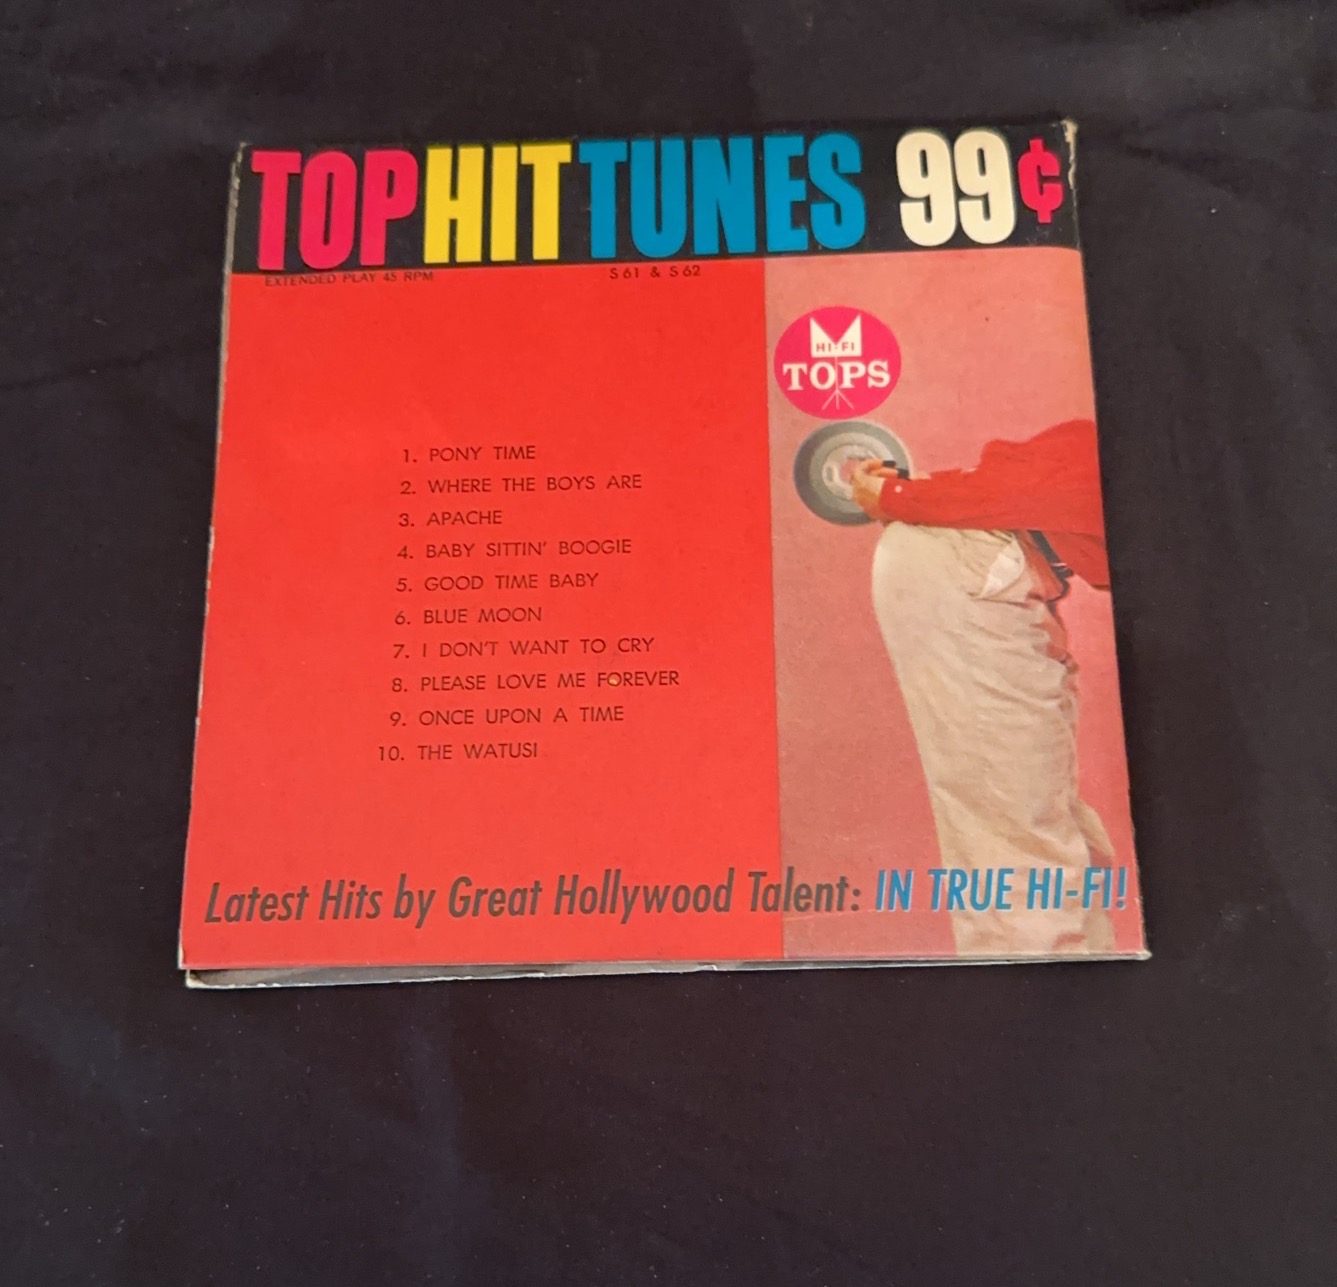 TOP HIT TUNES 99¢
EXTENDED PLAY 45 RPM S 61 & S 62
HI-FI
TOPS
1. PONY TIME
2. WHERE THE BOYS ARE
3. APACHE
4. BABY SITTIN' BOOGIE
5. GOOD TIME BABY
6. BLUE MOON
7. I DON'T WANT TO CRY
8. PLEASE LOVE ME FOREVER
9. ONCE UPON A TIME
10. THE WATUSI
Latest Hits by Great Hollywood Talent: IN TRUE HI-FI!